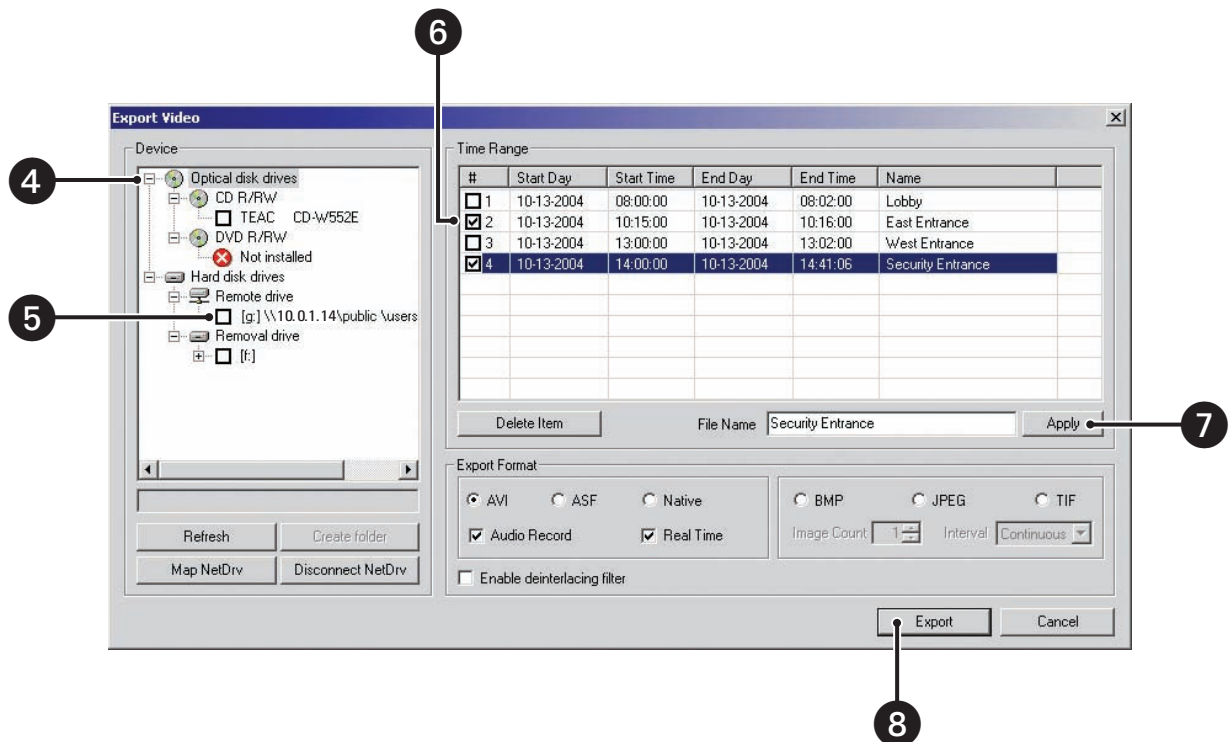 6
Export Video
Device
4
Optical disk drives
CD R/RW
TEAC CD-W552E
DVD R/RW
Not installed
Hard disk drives
Remote drive
5
[g:] \\10.0.1.14\public \users
Removal drive
[f:]
Refresh
Create folder
Map NetDrv
Disconnect NetDrv
Time Range
# Start Day Start Time End Day End Time Name
1 10-13-2004 08:00:00 10-13-2004 08:02:00 Lobby
2 10-13-2004 10:15:00 10-13-2004 10:16:00 East Entrance
3 10-13-2004 13:00:00 10-13-2004 13:02:00 West Entrance
4 10-13-2004 14:00:00 10-13-2004 14:41:06 Security Entrance
Delete Item File Name Security Entrance Apply
7
Export Format
AVI ASF Native BMP JPEG TIF
Audio Record Real Time Image Count 1 Interval Continuous
Enable deinterlacing filter
Export Cancel
8